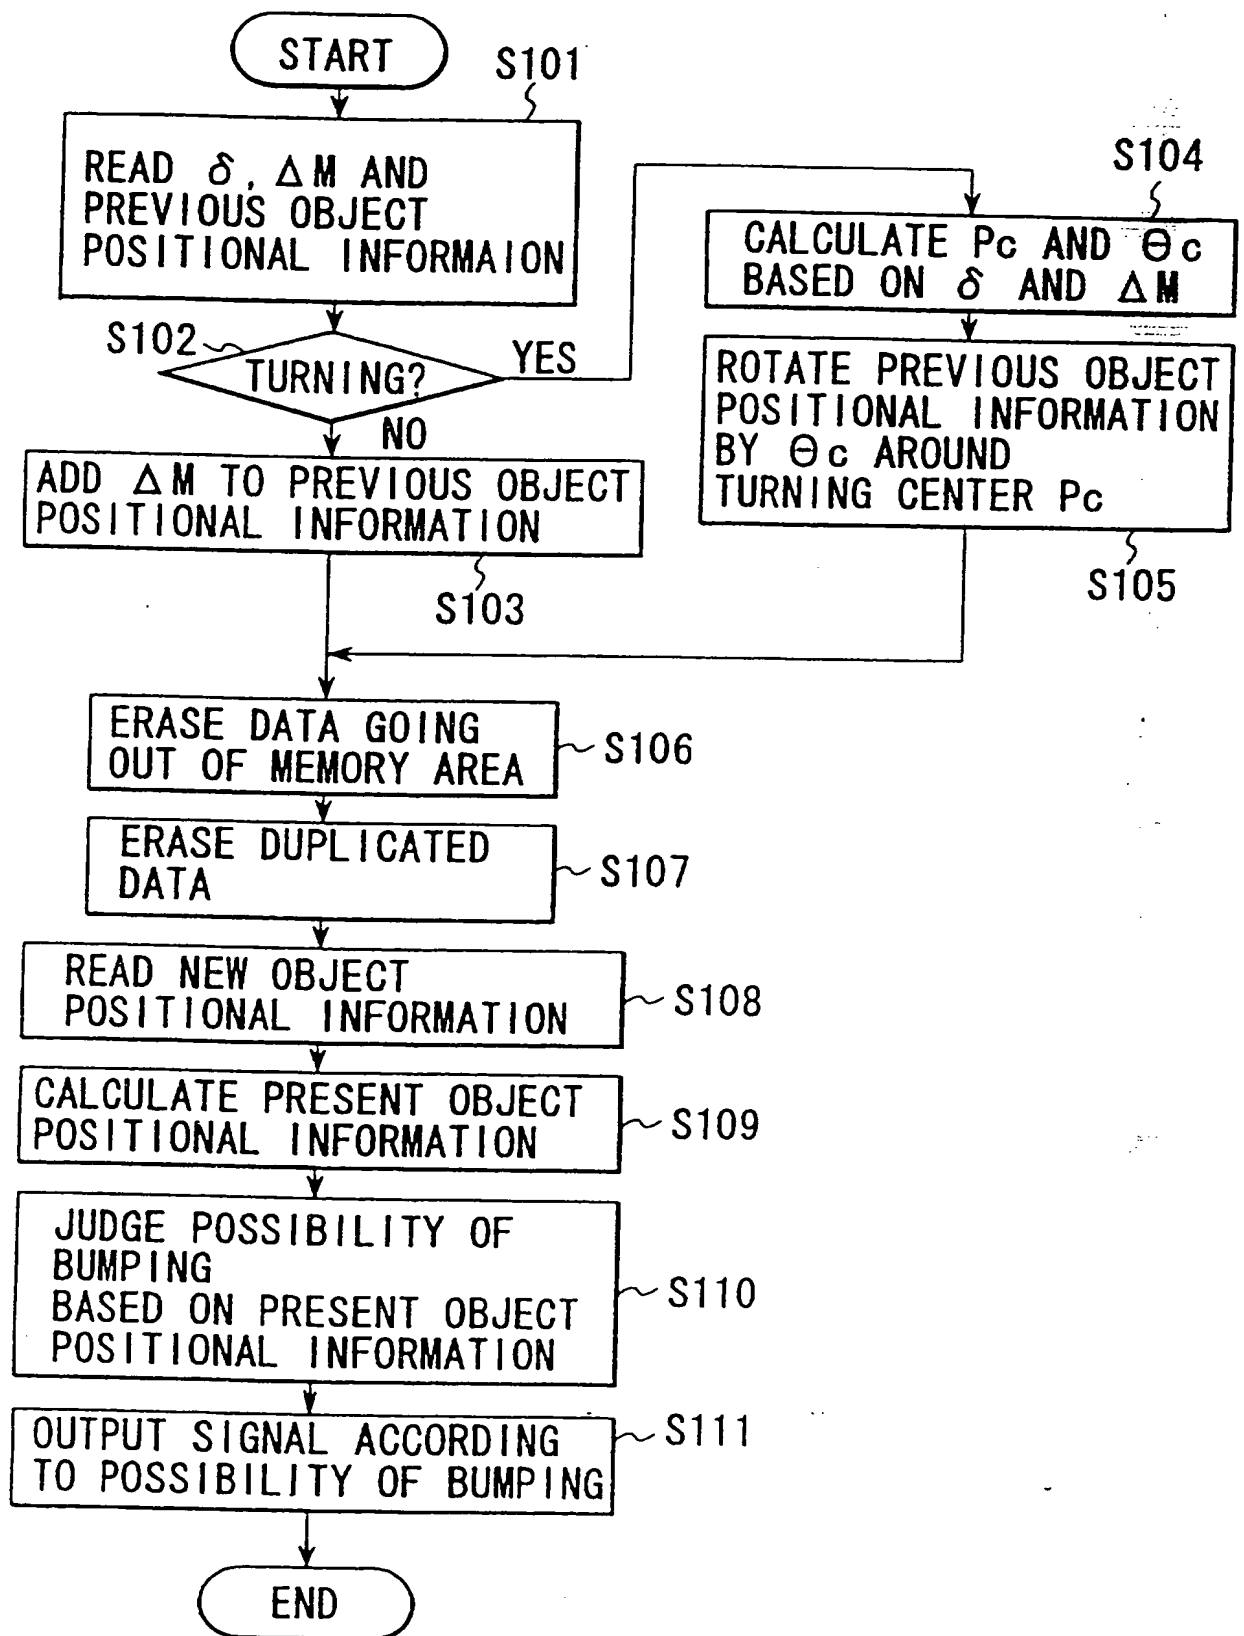 START
S101
READ δ, ΔM AND
PREVIOUS OBJECT
POSITIONAL INFORMAION
S102
TURNING?
YES
NO
S104
CALCULATE Pc AND Θc
BASED ON δ AND ΔM
ROTATE PREVIOUS OBJECT
POSITIONAL INFORMATION
BY Θc AROUND
TURNING CENTER Pc
S105
ADD ΔM TO PREVIOUS OBJECT
POSITIONAL INFORMATION
S103
ERASE DATA GOING
OUT OF MEMORY AREA
S106
ERASE DUPLICATED
DATA
S107
READ NEW OBJECT
POSITIONAL INFORMATION
S108
CALCULATE PRESENT OBJECT
POSITIONAL INFORMATION
S109
JUDGE POSSIBILITY OF
BUMPING
BASED ON PRESENT OBJECT
POSITIONAL INFORMATION
S110
OUTPUT SIGNAL ACCORDING
TO POSSIBILITY OF BUMPING
S111
END